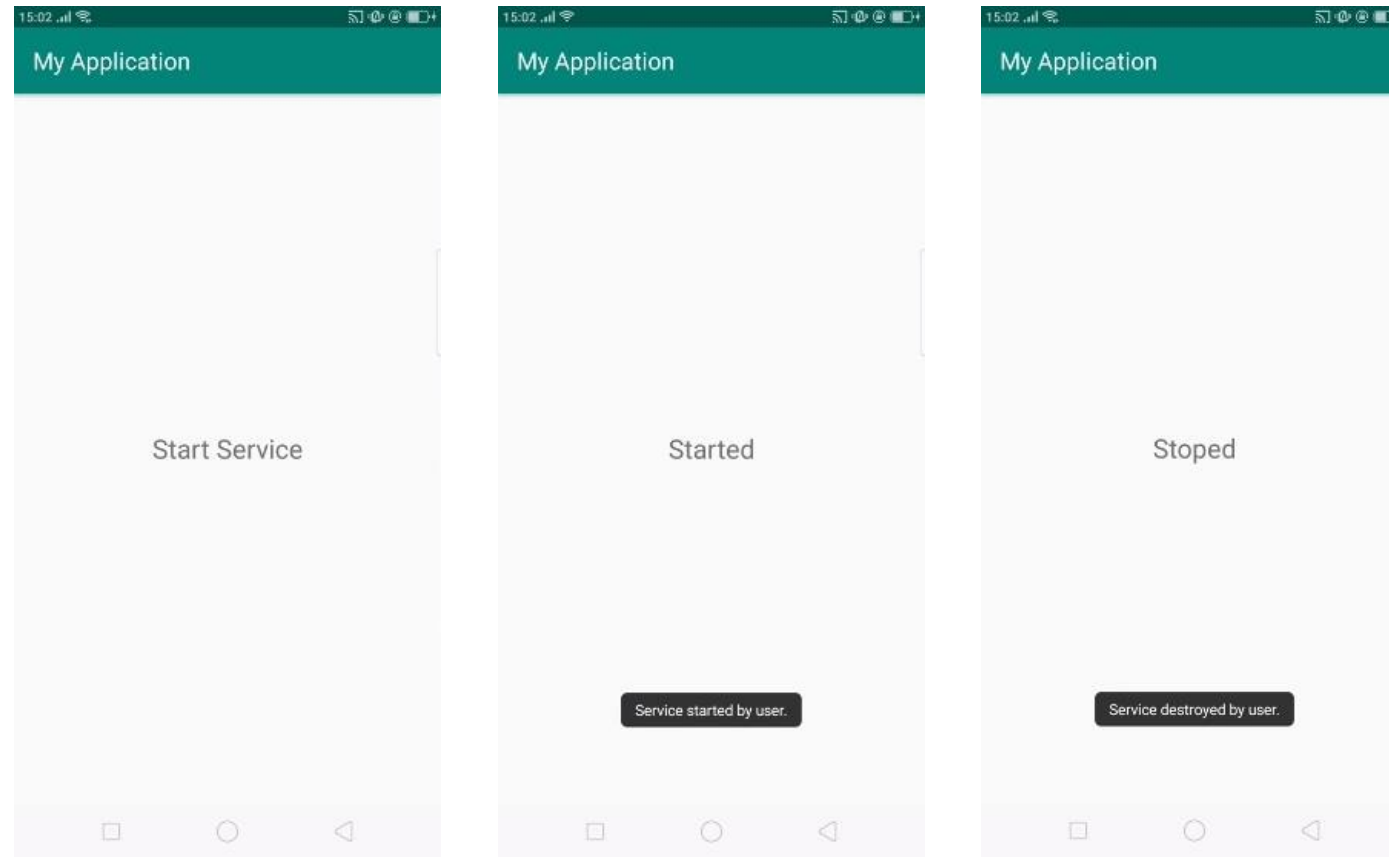 15:02
My Application
Start Service
15:02
My Application
Started
Service started by user.
15:02
My Application
Stoped
Service destroyed by user.